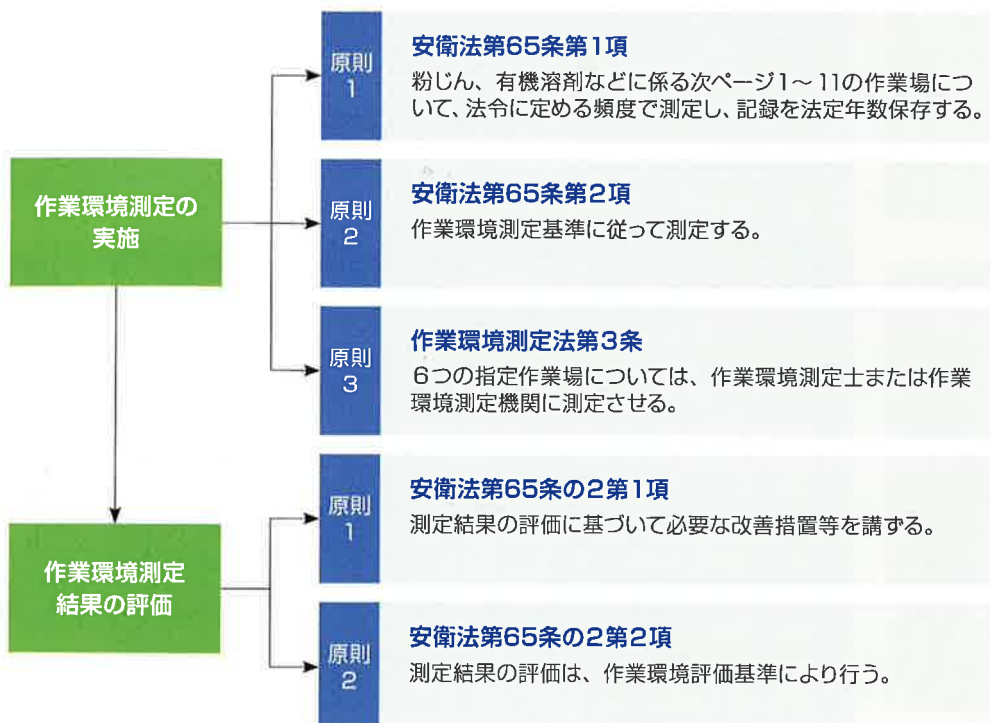 作業環境測定の
実施
原則
1
安衛法第65条第1項
粉じん、有機溶剤などに係る次ページ1〜11の作業場につ
いて、法令に定める頻度で測定し、記録を法定年数保存する。
原則
2
安衛法第65条第2項
作業環境測定基準に従って測定する。
原則
3
作業環境測定法第3条
6つの指定作業場については、作業環境測定士または作業
環境測定機関に測定させる。
作業環境測定
結果の評価
原則
1
安衛法第65条の2第1項
測定結果の評価に基づいて必要な改善措置等を講ずる。
原則
2
安衛法第65条の2第2項
測定結果の評価は、作業環境評価基準により行う。